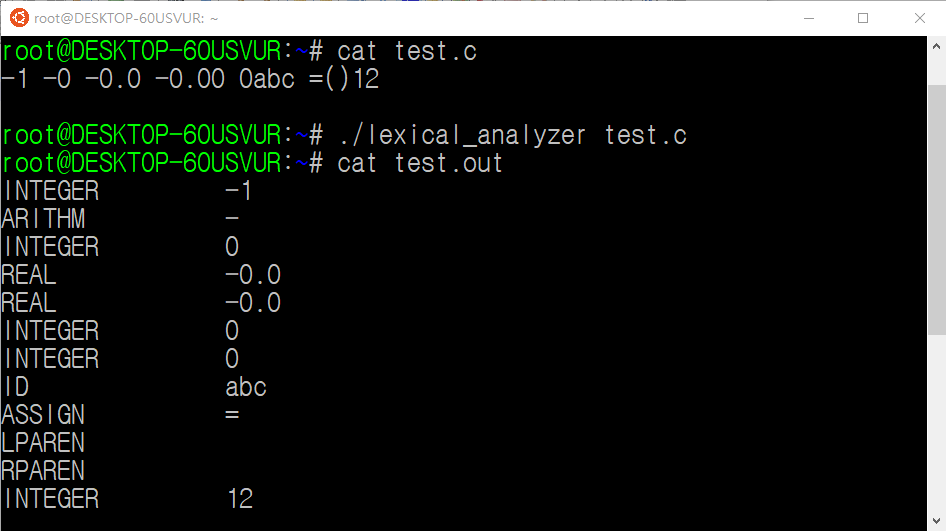 root@DESKTOP-60USVUR: ~
root@DESKTOP-60USVUR:~# cat test.c
-1 -0 -0.0 -0.00 0abc =()12
root@DESKTOP-60USVUR:~# ./lexical_analyzer test.c
root@DESKTOP-60USVUR:~# cat test.out
INTEGER -1
ARITHM -
INTEGER 0
REAL -0.0
REAL -0.0
INTEGER 0
INTEGER 0
ID abc
ASSIGN =
LPAREN
RPAREN
INTEGER 12